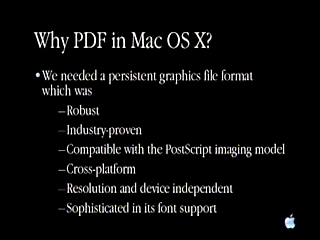 Why PDF in Mac OS X?
•We needed a persistent graphics file format
which was
–Robust
–Industry-proven
–Compatible with the PostScript imaging model
–Cross-platform
–Resolution and device independent
–Sophisticated in its font support